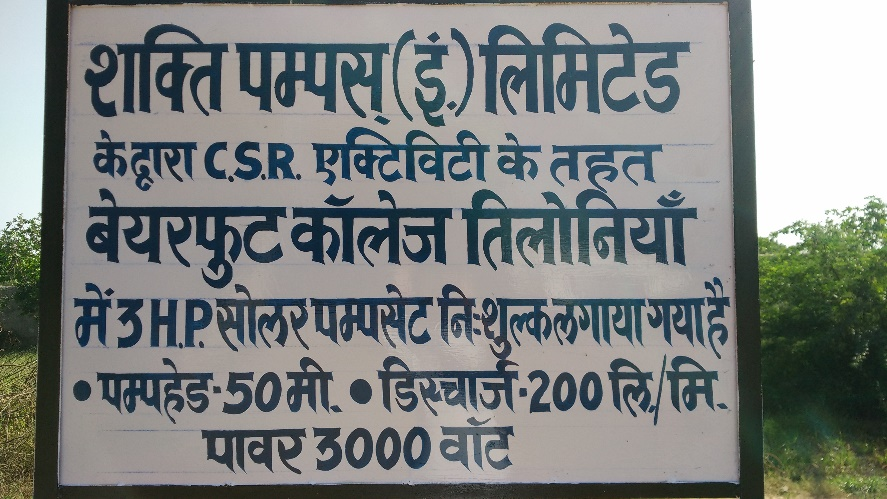 शक्ति पम्पस् (इं.) लिमिटेड
के द्वारा C.S.R. एक्टिविटी के तहत
बेयरफुट कॉलेज तिलोनियाँ
में 3 H.P. सोलर पम्पसेट नि:शुल्क लगाया गया है
• पम्पहेड-50 मी. • डिस्चार्ज-200 लि./मि.
पावर 3000 वॉट